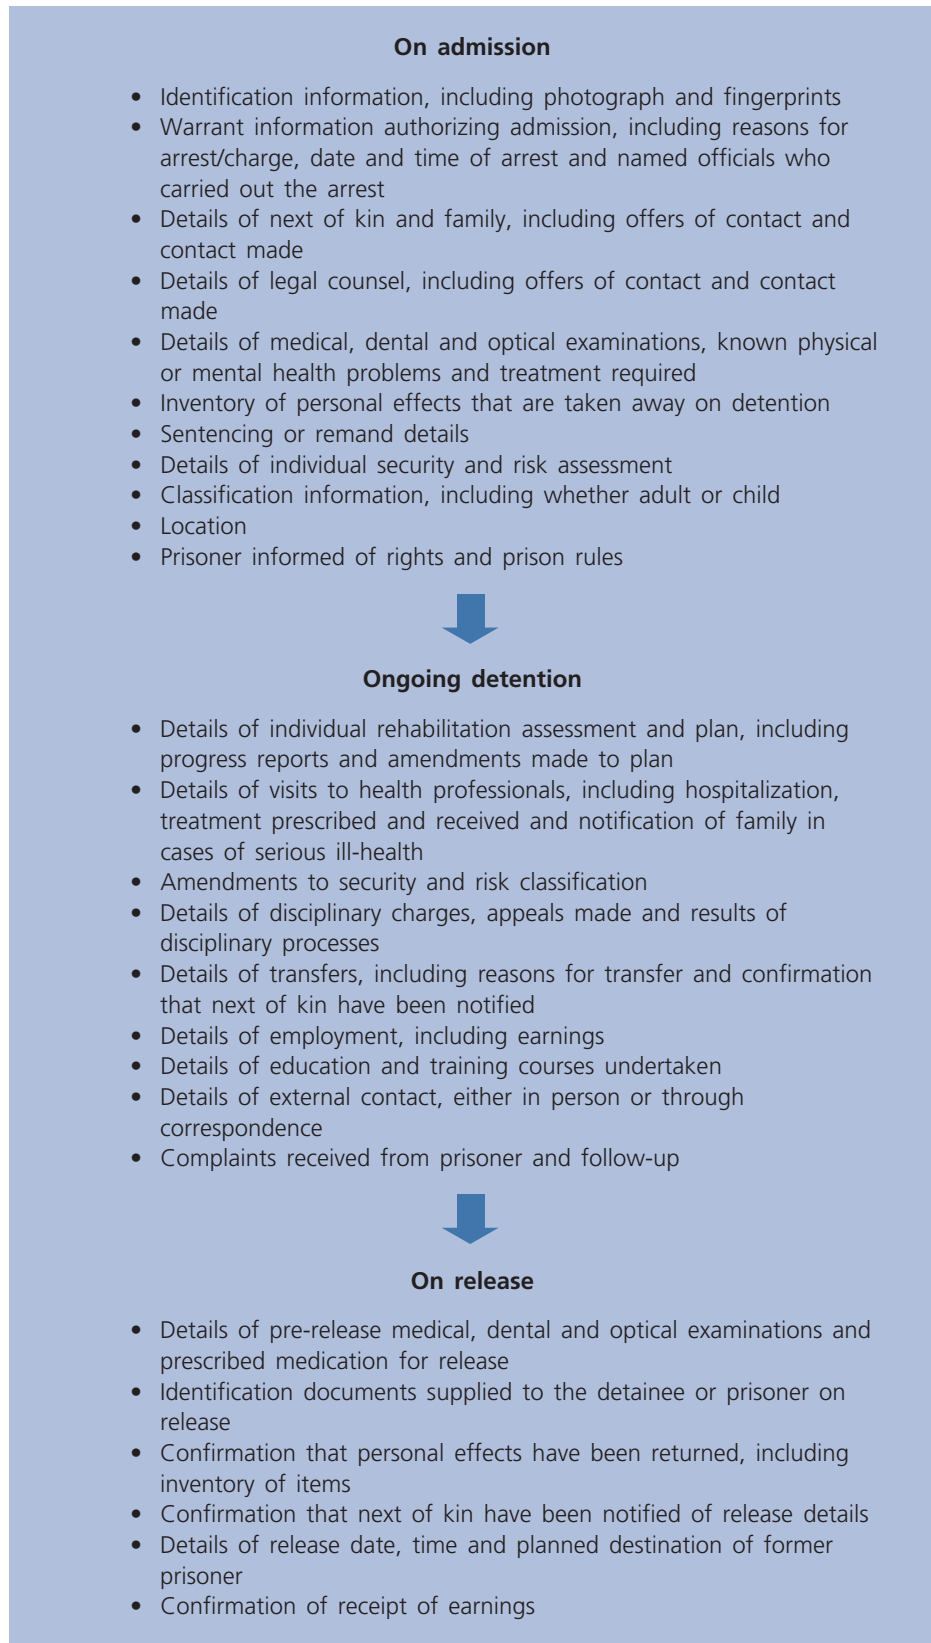 On admission
• Identification information, including photograph and fingerprints
• Warrant information authorizing admission, including reasons for
arrest/charge, date and time of arrest and named officials who
carried out the arrest
• Details of next of kin and family, including offers of contact and
contact made
• Details of legal counsel, including offers of contact and contact
made
• Details of medical, dental and optical examinations, known physical
or mental health problems and treatment required
• Inventory of personal effects that are taken away on detention
• Sentencing or remand details
• Details of individual security and risk assessment
• Classification information, including whether adult or child
• Location
• Prisoner informed of rights and prison rules
Ongoing detention
• Details of individual rehabilitation assessment and plan, including
progress reports and amendments made to plan
• Details of visits to health professionals, including hospitalization,
treatment prescribed and received and notification of family in
cases of serious ill-health
• Amendments to security and risk classification
• Details of disciplinary charges, appeals made and results of
disciplinary processes
• Details of transfers, including reasons for transfer and confirmation
that next of kin have been notified
• Details of employment, including earnings
• Details of education and training courses undertaken
• Details of external contact, either in person or through
correspondence
• Complaints received from prisoner and follow-up
On release
• Details of pre-release medical, dental and optical examinations and
prescribed medication for release
• Identification documents supplied to the detainee or prisoner on
release
• Confirmation that personal effects have been returned, including
inventory of items
• Confirmation that next of kin have been notified of release details
• Details of release date, time and planned destination of former
prisoner
• Confirmation of receipt of earnings